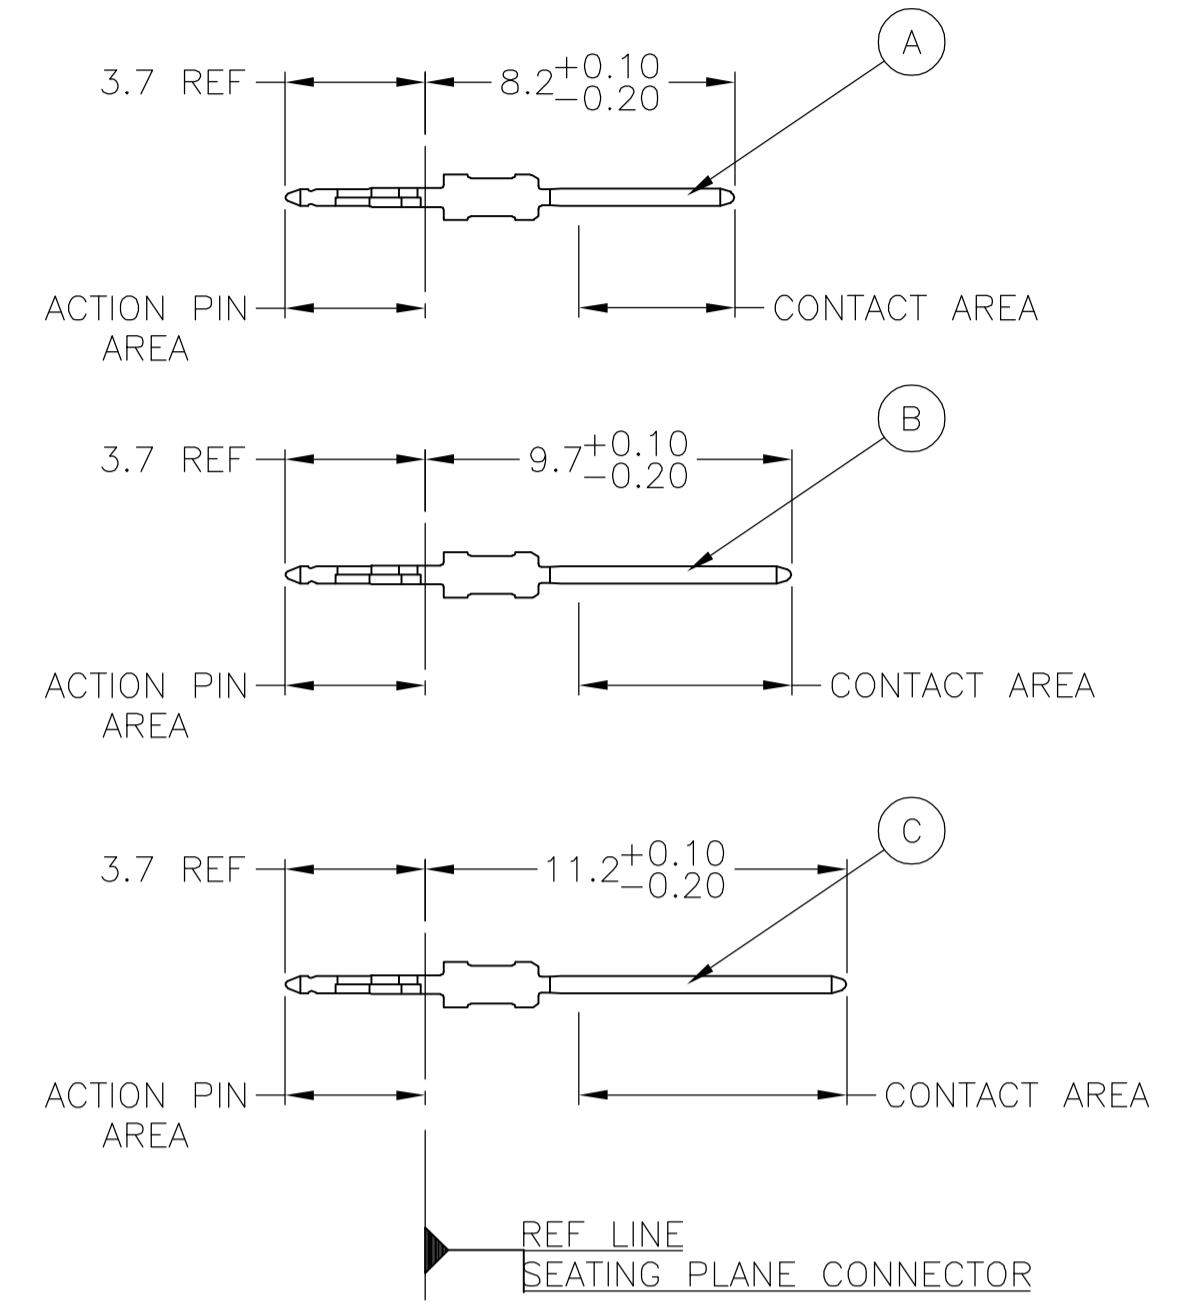 A
3.7 REF 8.2 +0.10
−0.20
ACTION PIN
AREA
CONTACT AREA
B
3.7 REF 9.7 +0.10
−0.20
ACTION PIN
AREA
CONTACT AREA
C
3.7 REF 11.2 +0.10
−0.20
ACTION PIN
AREA
CONTACT AREA
REF LINE
SEATING PLANE CONNECTOR